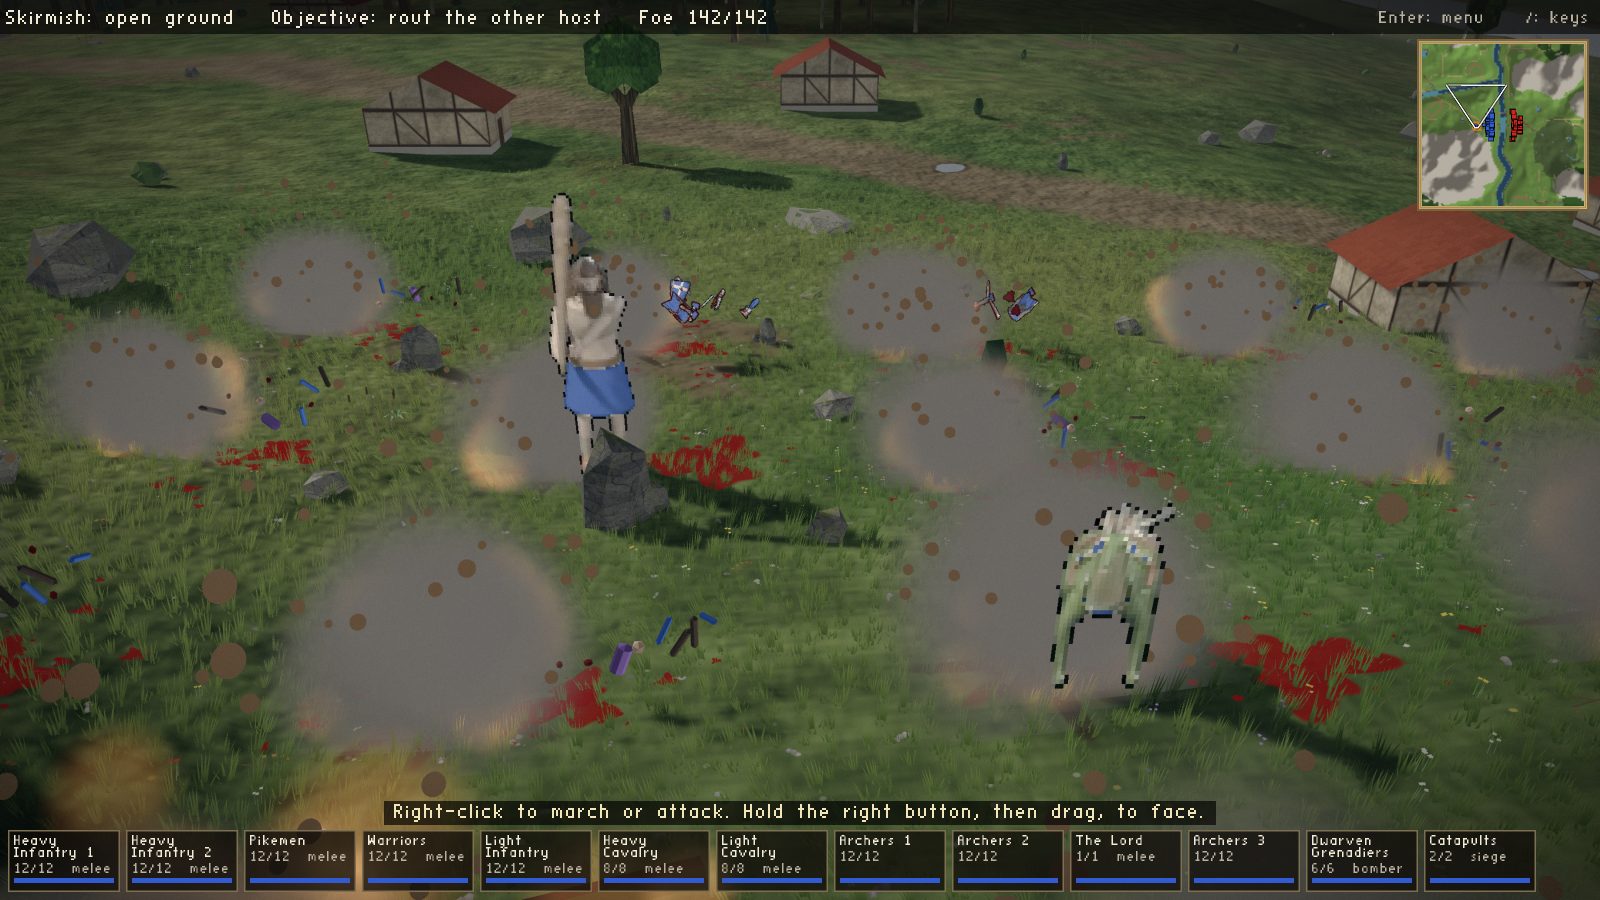 Skirmish: open ground Objective: rout the other host Foe 142/142 Enter: menu /: keys
Right-click to march or attack. Hold the right button, then drag, to face.
Heavy Infantry 1
12/12 melee
Heavy Infantry 2
12/12 melee
Pikemen
12/12 melee
Warriors
12/12 melee
Light Infantry
12/12 melee
Heavy Cavalry
8/8 melee
Light Cavalry
8/8 melee
Archers 1
12/12
Archers 2
12/12
The Lord
1/1 melee
Archers 3
12/12
Dwarven Grenadiers
6/6 bomber
Catapults
2/2 siege